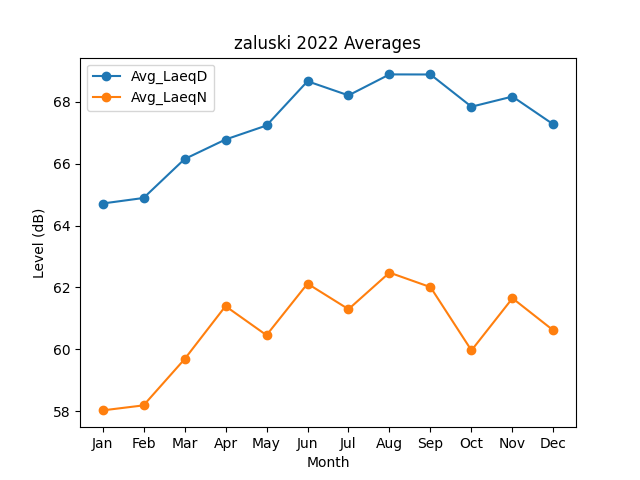 zaluski 2022 Averages
Avg_LaeqD
Avg_LaeqN
68
66
64
62
60
58
Level (dB)
Jan Feb Mar Apr May Jun Jul Aug Sep Oct Nov Dec
Month